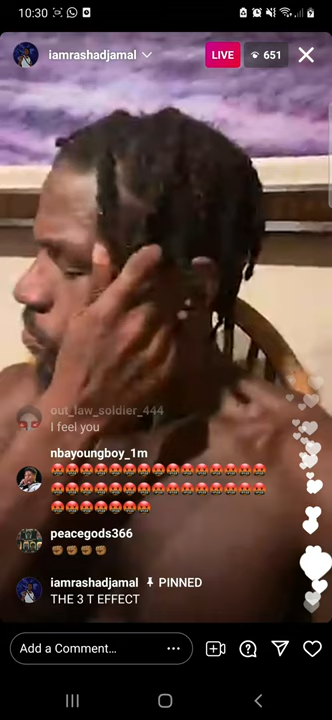 10:30
iamrashadjamal
LIVE
651
out_law_soldier_444
I feel you
nbayoungboy_1m
peacegods366
iamrashadjamal PINNED
THE 3 T EFFECT
Add a Comment...